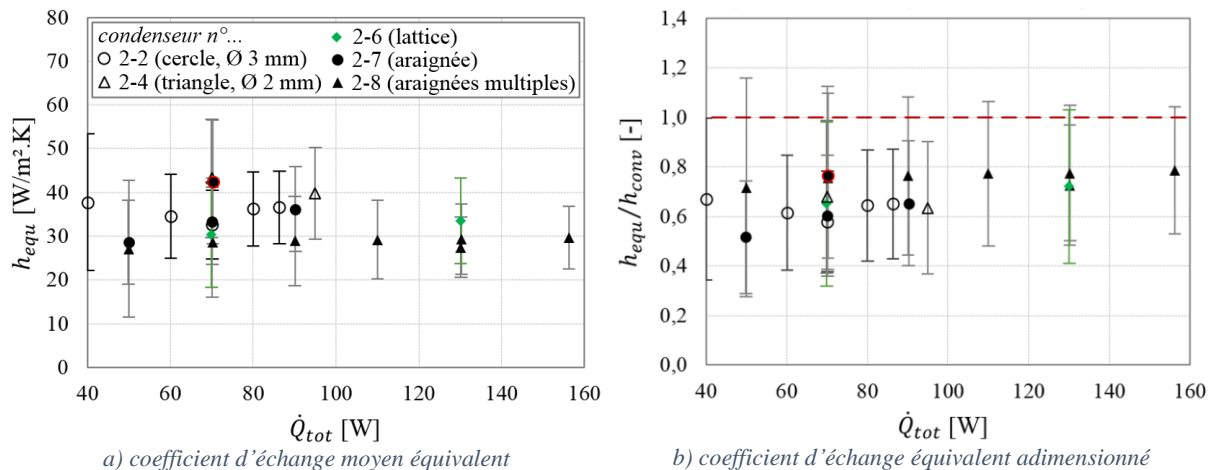 80
70
60
50
40
30
20
10
0
h_equ [W/m².K]
condenseur n°...
2-2 (cercle, Ø 3 mm)
2-4 (triangle, Ø 2 mm)
2-6 (lattice)
2-7 (araignée)
2-8 (araignées multiples)
40 60 80 100 120 140 160
Q̇_tot [W]
a) coefficient d'échange moyen équivalent
1,4
1,2
1,0
0,8
0,6
0,4
0,2
0,0
h_equ/h_conv [-]
40 60 80 100 120 140 160
Q̇_tot [W]
b) coefficient d'échange équivalent adimensionné